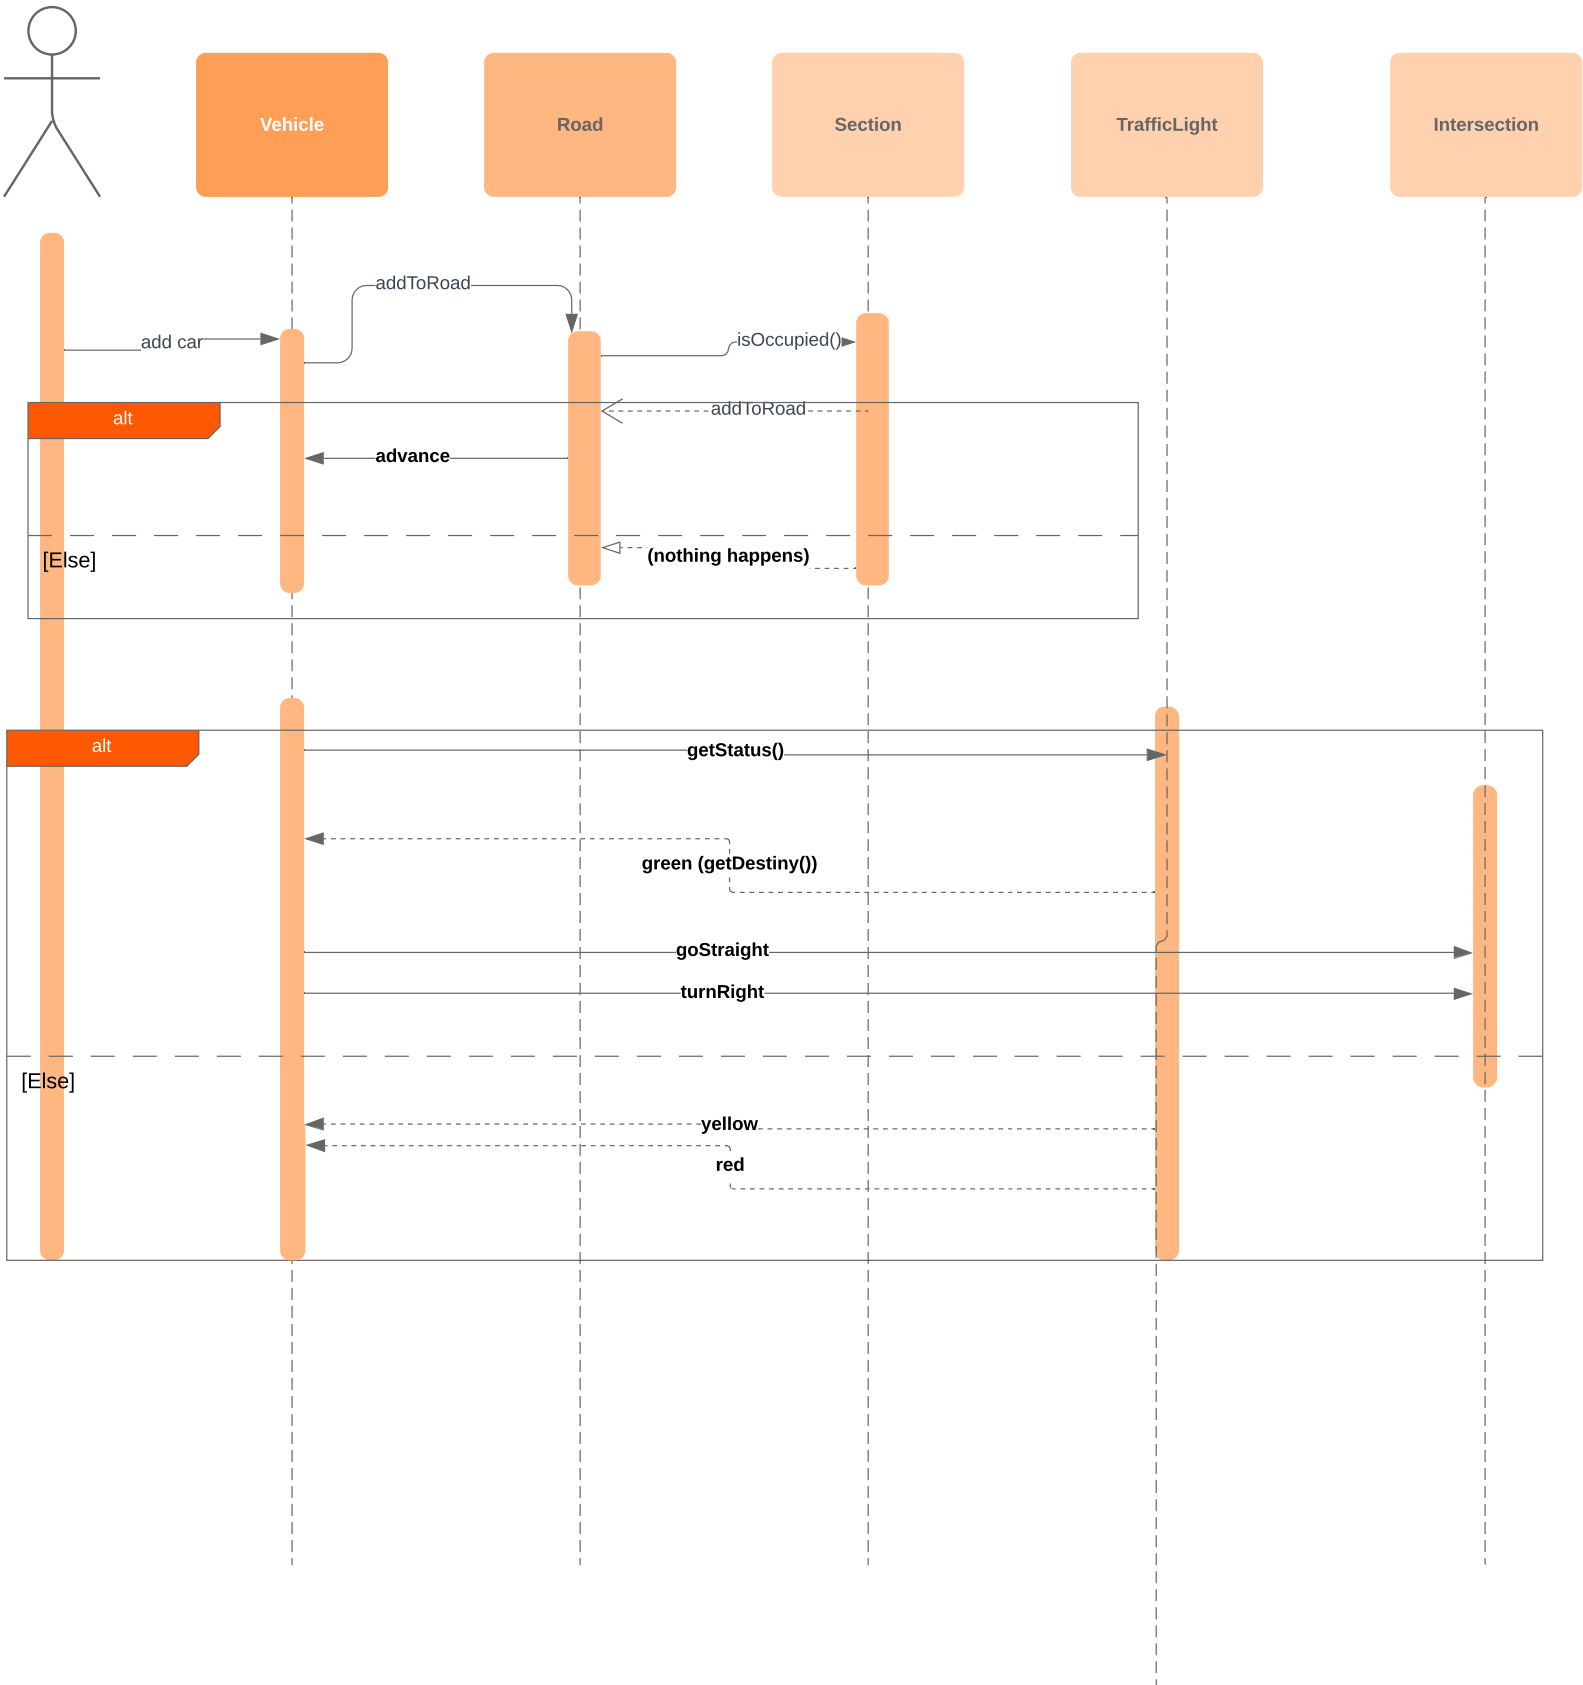 Vehicle
Road
Section
TrafficLight
Intersection
addToRoad
add car
isOccupied()
alt
addToRoad
advance
[Else]
(nothing happens)
alt
getStatus()
green (getDestiny())
goStraight
turnRight
[Else]
yellow
red